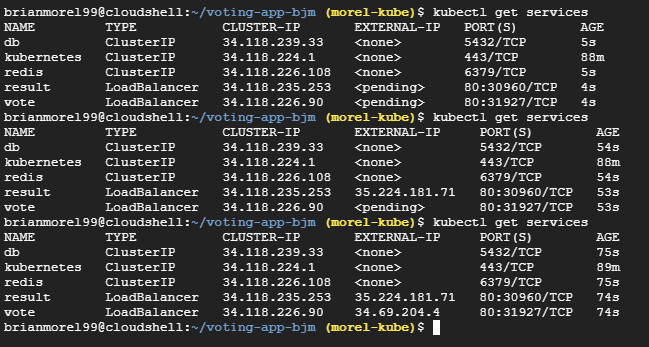 brianmorel99@cloudshell:~/voting-app-bjm (morel-kube)$ kubectl get services
NAME TYPE CLUSTER-IP EXTERNAL-IP PORT(S) AGE
db ClusterIP 34.118.239.33 <none> 5432/TCP 5s
kubernetes ClusterIP 34.118.224.1 <none> 443/TCP 88m
redis ClusterIP 34.118.226.108 <none> 6379/TCP 5s
result LoadBalancer 34.118.235.253 <pending> 80:30960/TCP 4s
vote LoadBalancer 34.118.226.90 <pending> 80:31927/TCP 4s
brianmorel99@cloudshell:~/voting-app-bjm (morel-kube)$ kubectl get services
NAME TYPE CLUSTER-IP EXTERNAL-IP PORT(S) AGE
db ClusterIP 34.118.239.33 <none> 5432/TCP 54s
kubernetes ClusterIP 34.118.224.1 <none> 443/TCP 88m
redis ClusterIP 34.118.226.108 <none> 6379/TCP 54s
result LoadBalancer 34.118.235.253 35.224.181.71 80:30960/TCP 53s
vote LoadBalancer 34.118.226.90 <pending> 80:31927/TCP 53s
brianmorel99@cloudshell:~/voting-app-bjm (morel-kube)$ kubectl get services
NAME TYPE CLUSTER-IP EXTERNAL-IP PORT(S) AGE
db ClusterIP 34.118.239.33 <none> 5432/TCP 75s
kubernetes ClusterIP 34.118.224.1 <none> 443/TCP 89m
redis ClusterIP 34.118.226.108 <none> 6379/TCP 75s
result LoadBalancer 34.118.235.253 35.224.181.71 80:30960/TCP 74s
vote LoadBalancer 34.118.226.90 34.69.204.4 80:31927/TCP 74s
brianmorel99@cloudshell:~/voting-app-bjm (morel-kube)$